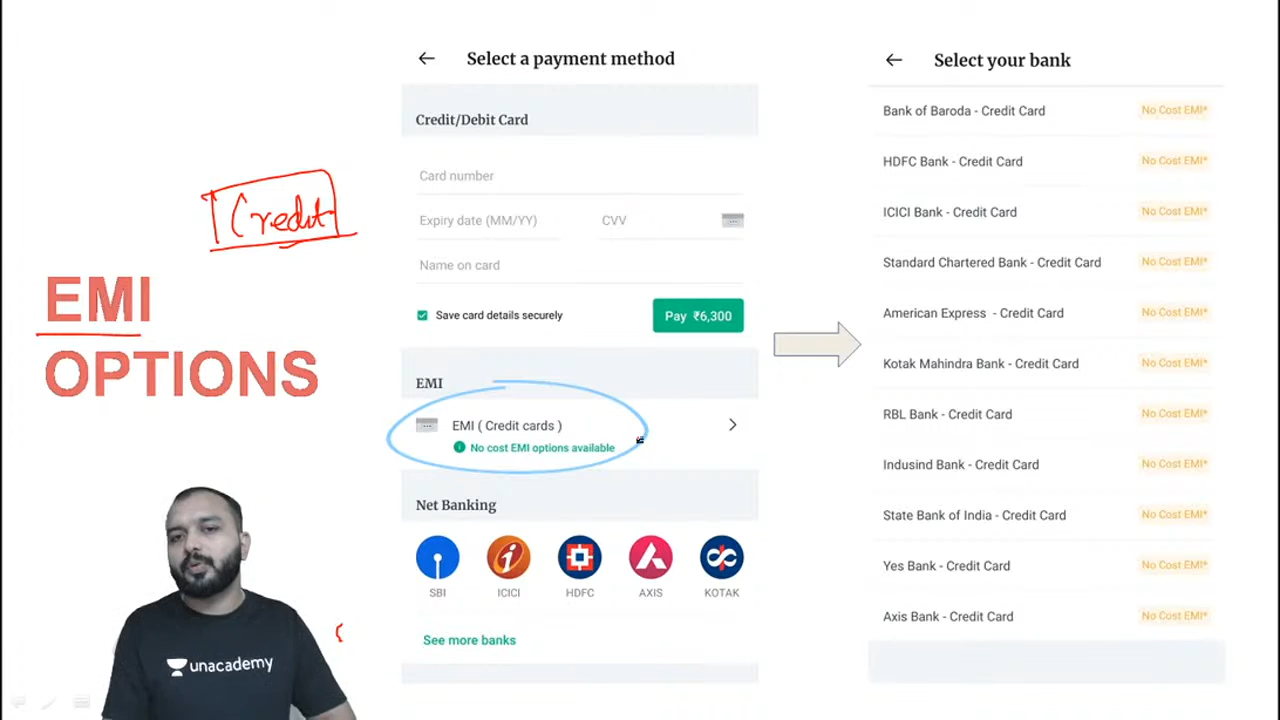 Credit
EMI
OPTIONS
unacademy
Select a payment method
Credit/Debit Card
Card number
Expiry date (MM/YY)
CVV
Name on card
Save card details securely
Pay ₹6,300
EMI
EMI ( Credit cards )
No cost EMI options available
Net Banking
SBI
ICICI
HDFC
AXIS
KOTAK
See more banks
Select your bank
Bank of Baroda - Credit Card No Cost EMI*
HDFC Bank - Credit Card No Cost EMI*
ICICI Bank - Credit Card No Cost EMI*
Standard Chartered Bank - Credit Card No Cost EMI*
American Express - Credit Card No Cost EMI*
Kotak Mahindra Bank - Credit Card No Cost EMI*
RBL Bank - Credit Card No Cost EMI*
Indusind Bank - Credit Card No Cost EMI*
State Bank of India - Credit Card No Cost EMI*
Yes Bank - Credit Card No Cost EMI*
Axis Bank - Credit Card No Cost EMI*